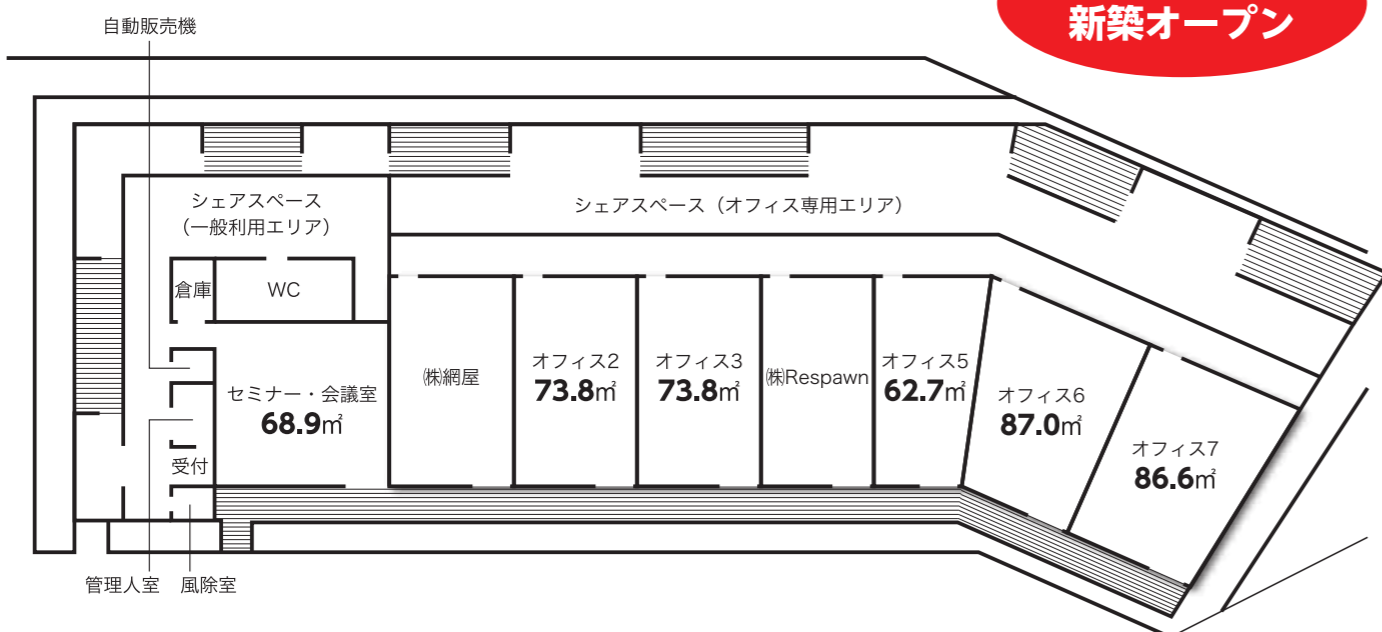 新築オープン
自動販売機
シェアスペース
（一般利用エリア）
シェアスペース（オフィス専用エリア）
倉庫
WC
セミナー・会議室
68.9㎡
㈱網屋
オフィス2
73.8㎡
オフィス3
73.8㎡
㈱Respawn
オフィス5
62.7㎡
オフィス6
87.0㎡
オフィス7
86.6㎡
受付
管理人室
風除室